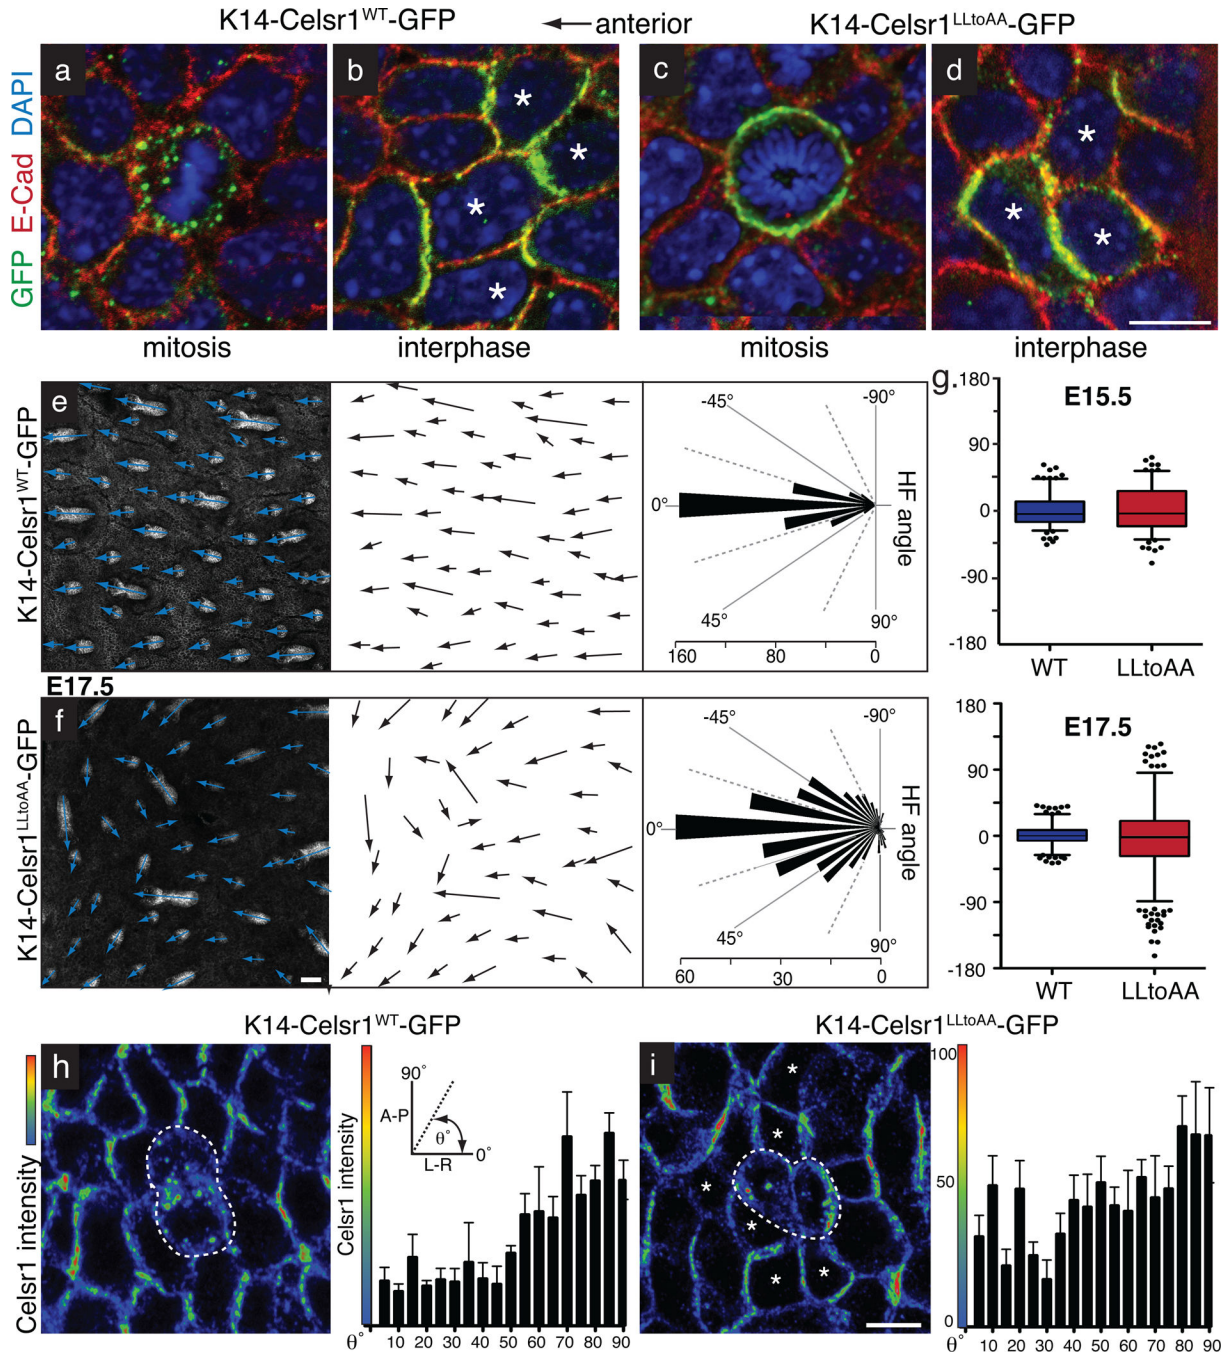 K14-Celsr1WT-GFP
anterior
K14-Celsr1LLtoAA-GFP
GFP E-Cad DAPI
a
b
c
d
*
*
*
*
*
*
*
mitosis
interphase
mitosis
interphase
K14-Celsr1WT-GFP
e
-45°
-90°
0°
HF angle
45°
90°
160
80
0
g.
180
90
0
-90
-180
E15.5
WT
LLtoAA
E17.5
K14-Celsr1LLtoAA-GFP
f
-45°
-90°
0°
HF angle
45°
90°
60
30
0
180
90
0
-90
-180
E17.5
WT
LLtoAA
K14-Celsr1WT-GFP
K14-Celsr1LLtoAA-GFP
Celsr1 intensity
h
Celsr1 intensity
90°
A-P
θ°
0°
L-R
θ°
10 20 30 40 50 60 70 80 90
i
*
*
*
*
*
*
100
50
0
θ°
10 20 30 40 50 60 70 80 90